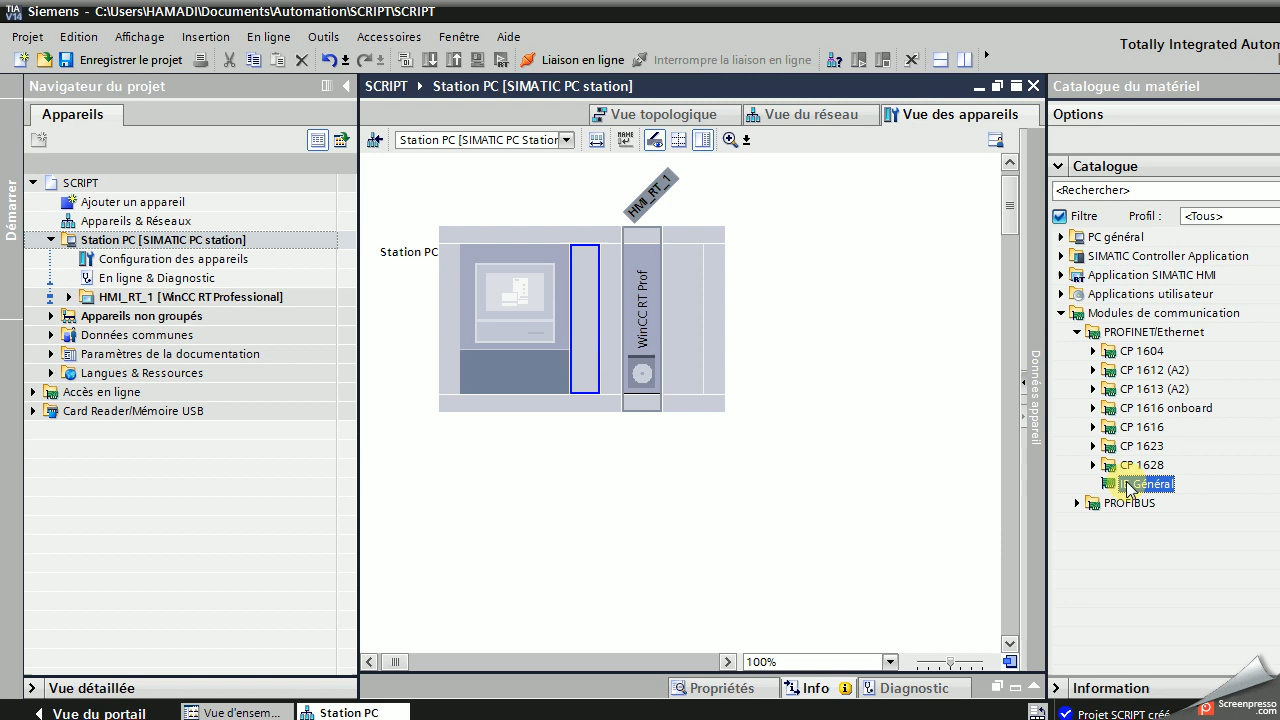 TIA V14 Siemens - C:\Users\HAMADI\Documents\Automation\SCRIPT\SCRIPT
Projet Edition Affichage Insertion En ligne Outils Accessoires Fenêtre Aide
Totally Integrated Autom
Enregistrer le projet Liaison en ligne Interrompre la liaison en ligne
Navigateur du projet
SCRIPT Station PC [SIMATIC PC station]
Catalogue du matériel
Appareils
Vue topologique Vue du réseau Vue des appareils
Options
Station PC [SIMATIC PC Station
Démarrer
Catalogue
<Rechercher>
Filtre Profil : <Tous>
SCRIPT
Ajouter un appareil
Appareils & Réseaux
Station PC [SIMATIC PC station]
Configuration des appareils
En ligne & Diagnostic
HMI_RT_1 [WinCC RT Professional]
Appareils non groupés
Données communes
Paramètres de la documentation
Langues & Ressources
Accès en ligne
Card Reader/Mémoire USB
HMI_RT_1
Station PC
WinCC RT Prof
Données appareil
PC général
SIMATIC Controller Application
Application SIMATIC HMI
Applications utilisateur
Modules de communication
PROFINET/Ethernet
CP 1604
CP 1612 (A2)
CP 1613 (A2)
CP 1616 onboard
CP 1616
CP 1623
CP 1628
Général
PROFIBUS
100%
Vue détaillée
Propriétés Info Diagnostic
Information
Vue du portail Vue d'ensem... Station PC
Projet SCRIPT créé
Screenpresso
.com